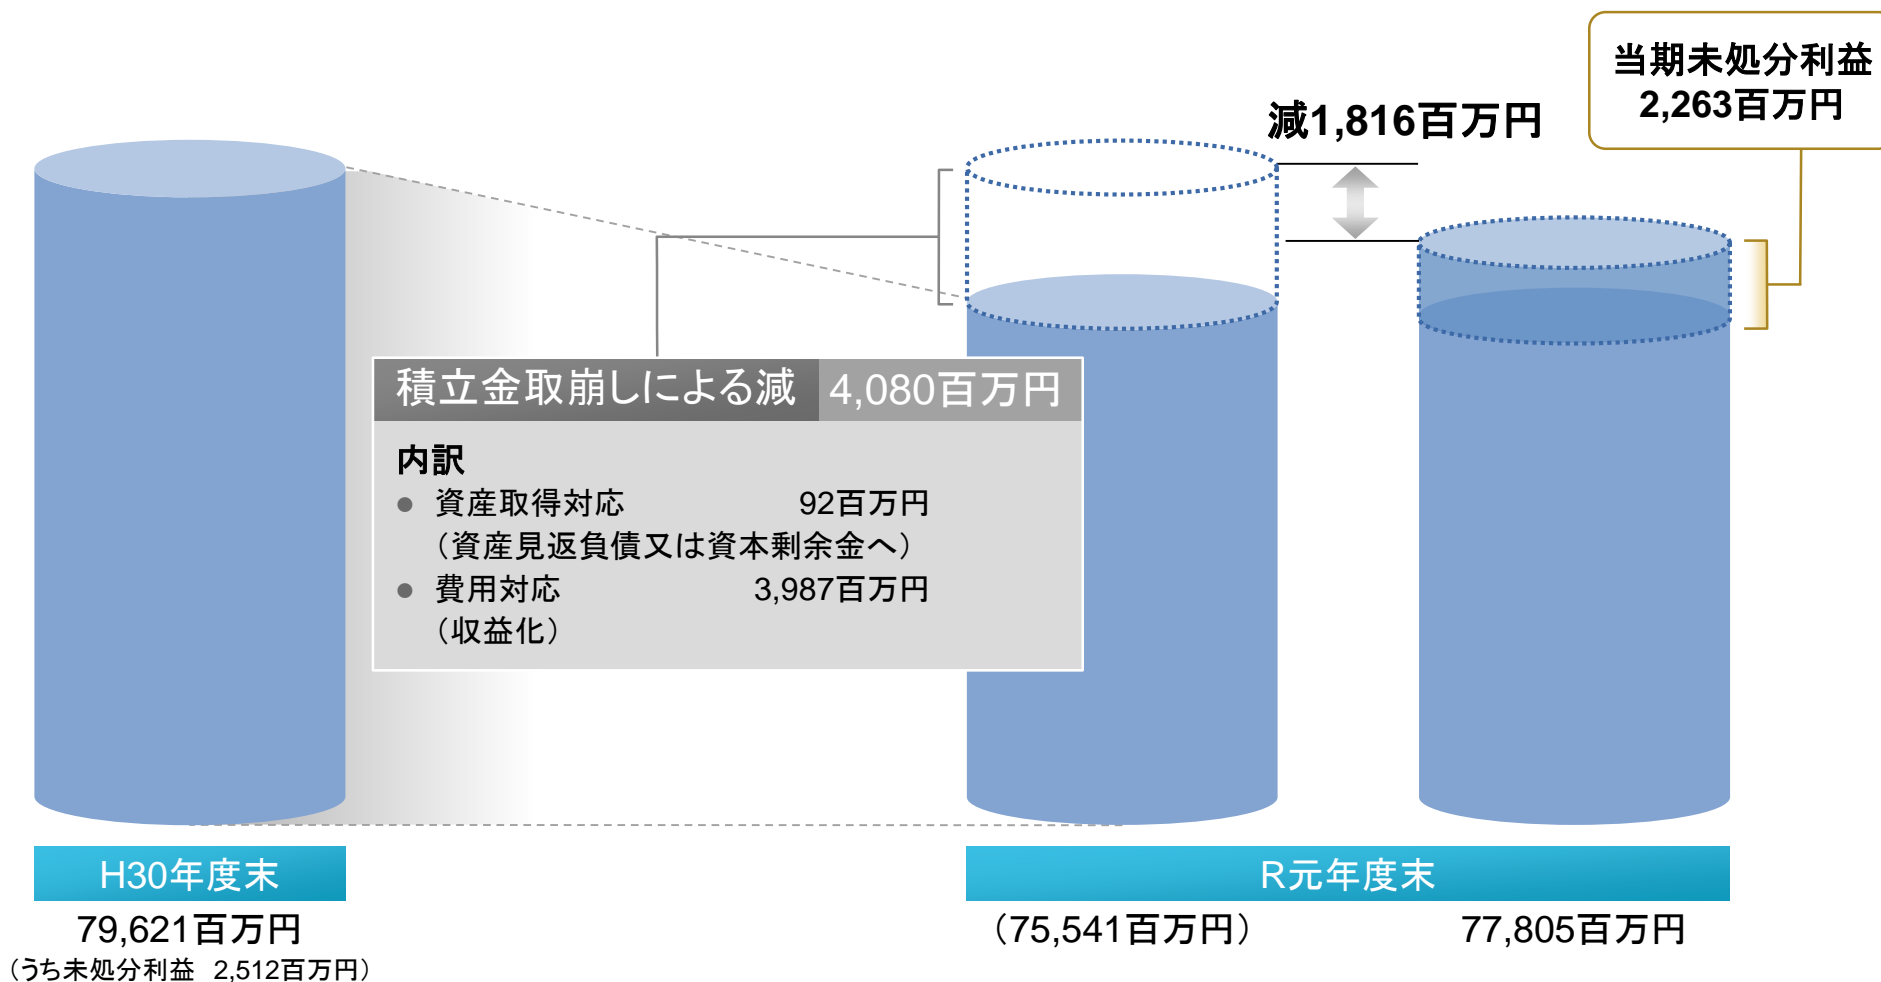 当期未処分利益
2,263百万円
減1,816百万円
積立金取崩しによる減 4,080百万円
内訳
● 資産取得対応 92百万円
（資産見返負債又は資本剰余金へ）
● 費用対応 3,987百万円
（収益化）
H30年度末
79,621百万円
（うち未処分利益 2,512百万円）
R元年度末
（75,541百万円） 77,805百万円